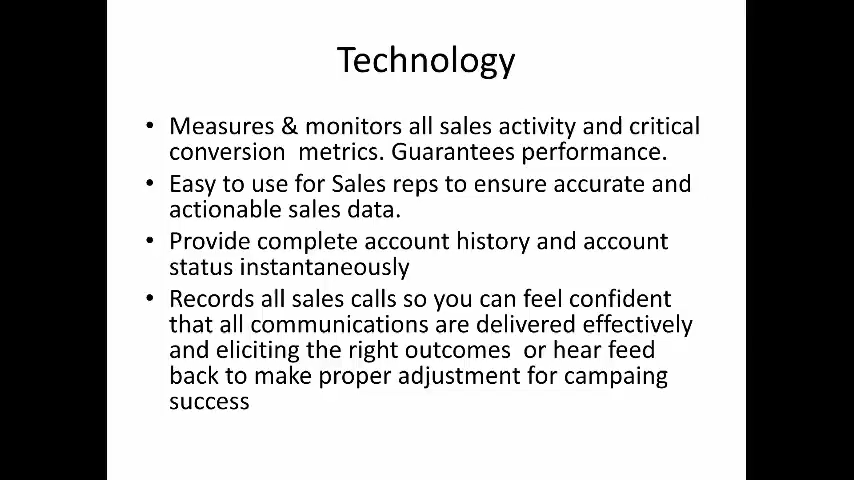 Technology
• Measures & monitors all sales activity and critical
conversion  metrics. Guarantees performance.
• Easy to use for Sales reps to ensure accurate and
actionable sales data.
• Provide complete account history and account
status instantaneously
• Records all sales calls so you can feel confident
that all communications are delivered effectively
and eliciting the right outcomes  or hear feed
back to make proper adjustment for campaing
success